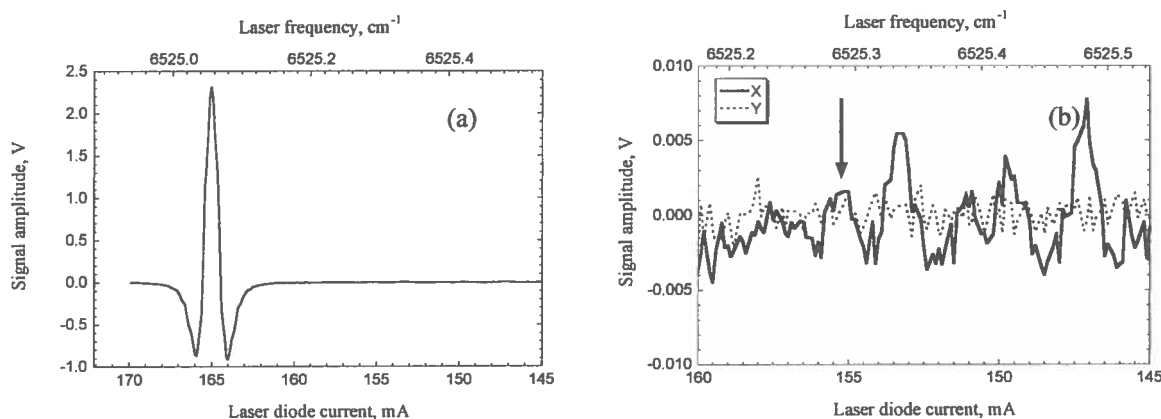 Laser frequency, cm-1
6525.0 6525.2 6525.4
2.5
2.0
1.5
1.0
0.5
0.0
-0.5
-1.0
Signal amplitude, V
(a)
170 165 160 155 150 145
Laser diode current, mA
Laser frequency, cm-1
6525.2 6525.3 6525.4 6525.5
0.010
0.005
0.000
-0.005
-0.010
Signal amplitude, V
X
Y
(b)
160 155 150 145
Laser diode current, mA